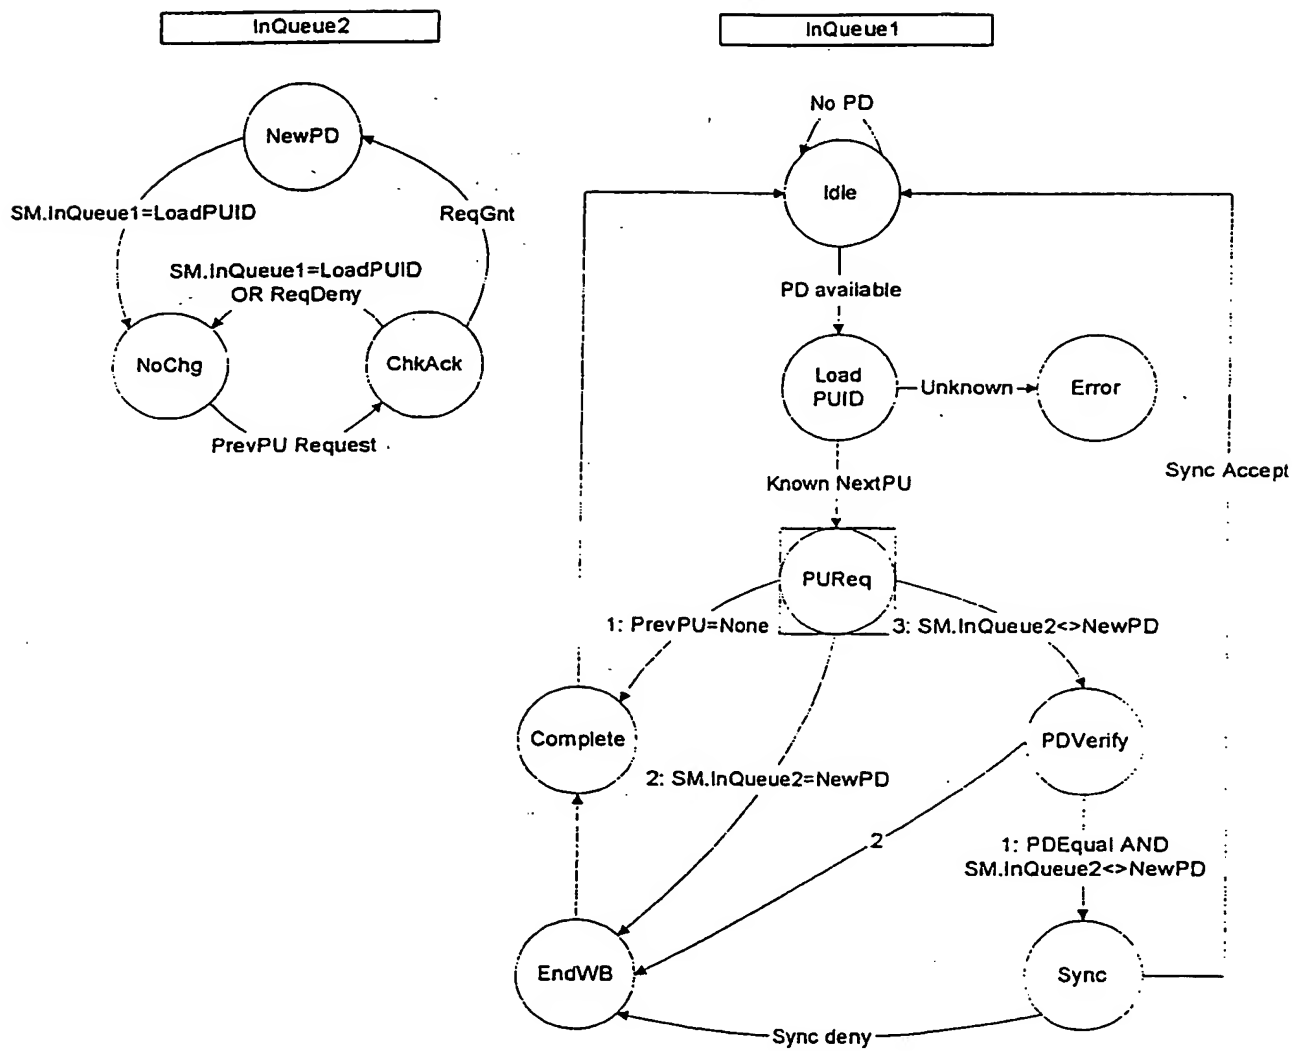 InQueue2
InQueue1
No PD
NewPD
Idle
SM.InQueue1=LoadPUID
ReqGnt
SM.InQueue1=LoadPUID
OR ReqDeny
PD available
NoChg
ChkAck
Load
PUID
Unknown
Error
PrevPU Request
Sync Accept
Known NextPU
PUReq
1: PrevPU=None
3: SM.InQueue2<>NewPD
Complete
PDVerify
2: SM.InQueue2=NewPD
2
1: PDEqual AND
SM.InQueue2<>NewPD
EndWB
Sync
Sync deny